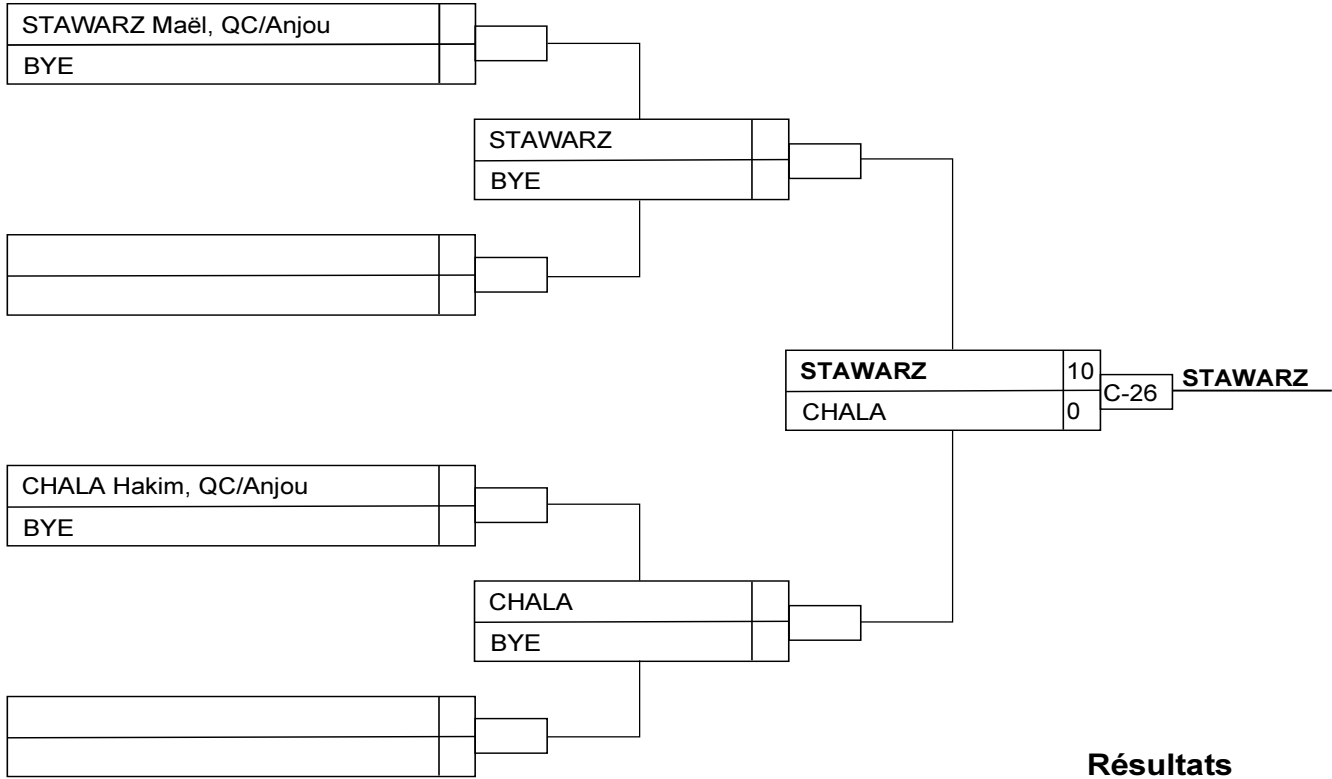 STAWARZ Maël, QC/Anjou
BYE
STAWARZ
BYE
STAWARZ 10
CHALA 0
C-26
STAWARZ
CHALA Hakim, QC/Anjou
BYE
CHALA
BYE
Résultats